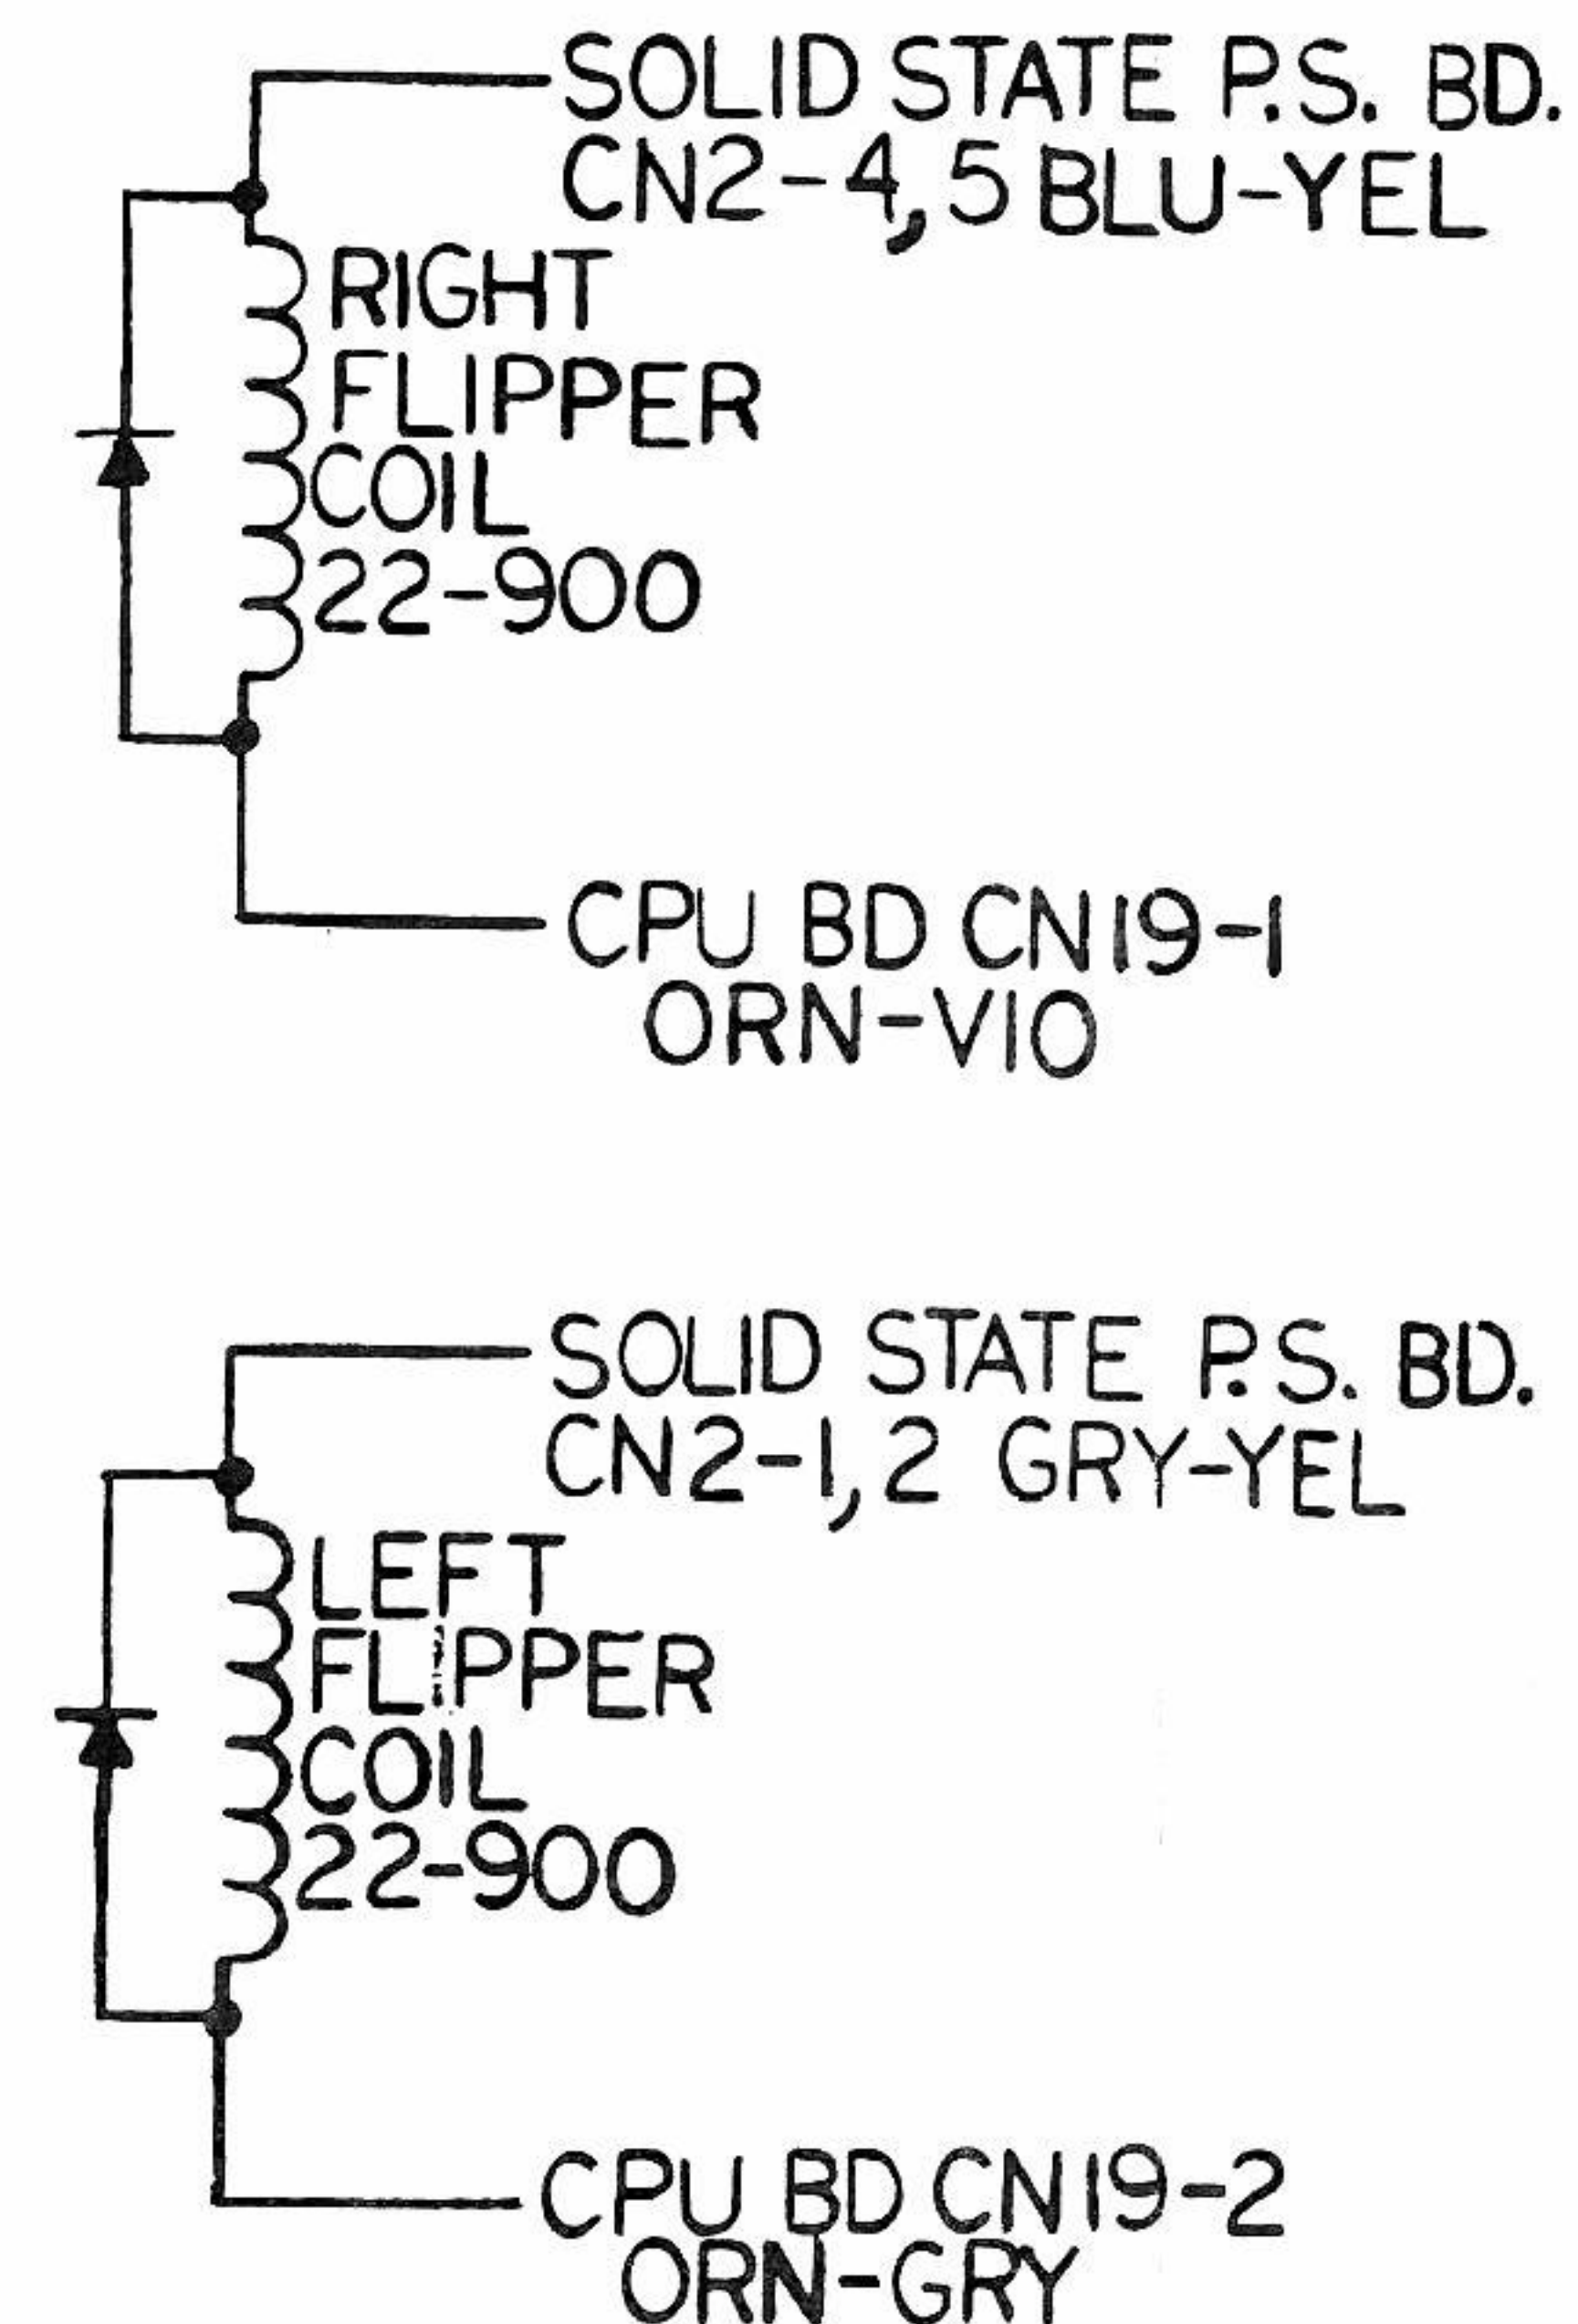 SOLID STATE P.S. BD.
CN2-4,5 BLU-YEL
RIGHT
FLIPPER
COIL
22-900
CPU BD CN19-1
ORN-VIO
SOLID STATE P.S. BD.
CN2-1,2 GRY-YEL
LEFT
FLIPPER
COIL
22-900
CPU BD CN19-2
ORN-GRY